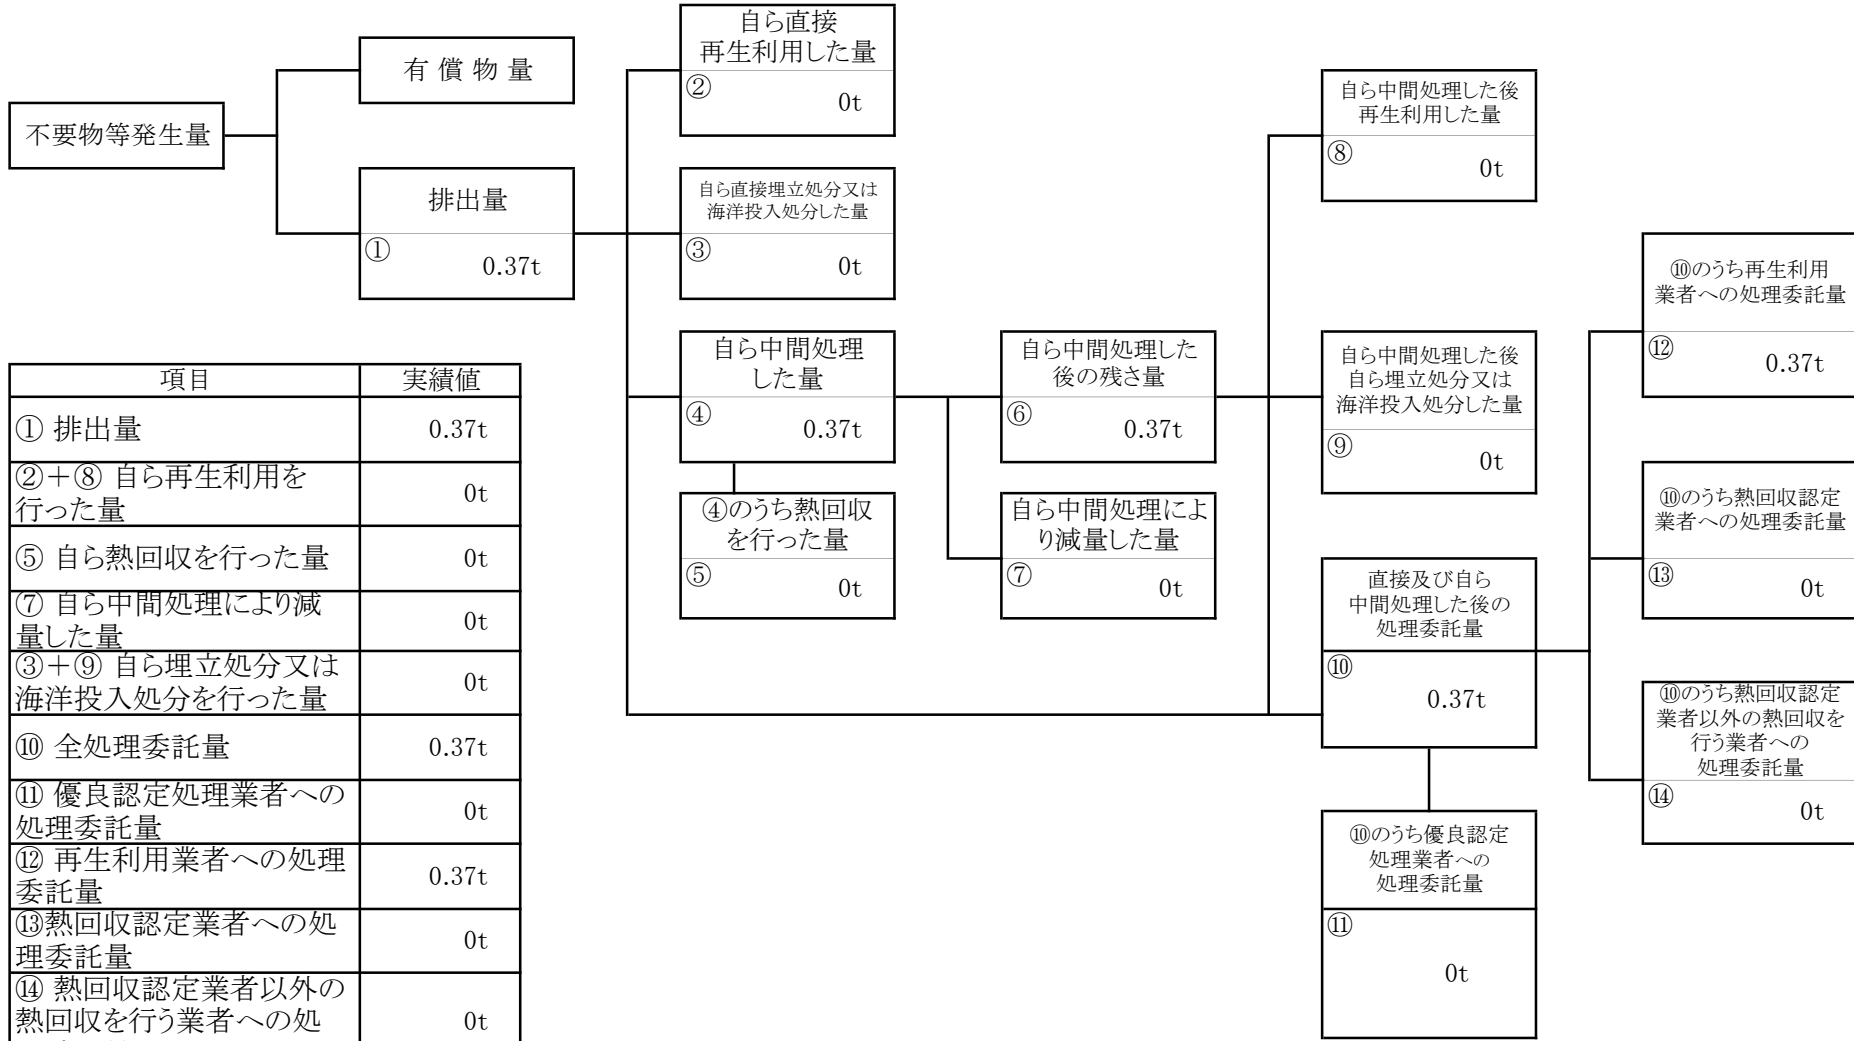 不要物等発生量
有 償 物 量
排出量
①
0.37t
自ら直接
再生利用した量
②
0t
自ら直接埋立処分又は
海洋投入処分した量
③
0t
自ら中間処理
した量
④
0.37t
④のうち熱回収
を行った量
⑤
0t
自ら中間処理した
後の残さ量
⑥
0.37t
自ら中間処理によ
り減量した量
⑦
0t
自ら中間処理した後
再生利用した量
⑧
0t
自ら中間処理した後
自ら埋立処分又は
海洋投入処分した量
⑨
0t
直接及び自ら
中間処理した後の
処理委託量
⑩
0.37t
⑩のうち優良認定
処理業者への
処理委託量
⑪
0t
⑩のうち再生利用
業者への処理委託量
⑫
0.37t
⑩のうち熱回収認定
業者への処理委託量
⑬
0t
⑩のうち熱回収認定
業者以外の熱回収を
行う業者への
処理委託量
⑭
0t
項目 実績値
① 排出量 0.37t
②＋⑧ 自ら再生利用を
行った量 0t
⑤ 自ら熱回収を行った量 0t
⑦ 自ら中間処理により減
量した量 0t
③＋⑨ 自ら埋立処分又は
海洋投入処分を行った量 0t
⑩ 全処理委託量 0.37t
⑪ 優良認定処理業者への
処理委託量 0t
⑫ 再生利用業者への処理
委託量 0.37t
⑬熱回収認定業者への処
理委託量 0t
⑭ 熱回収認定業者以外の
熱回収を行う業者への処 0t